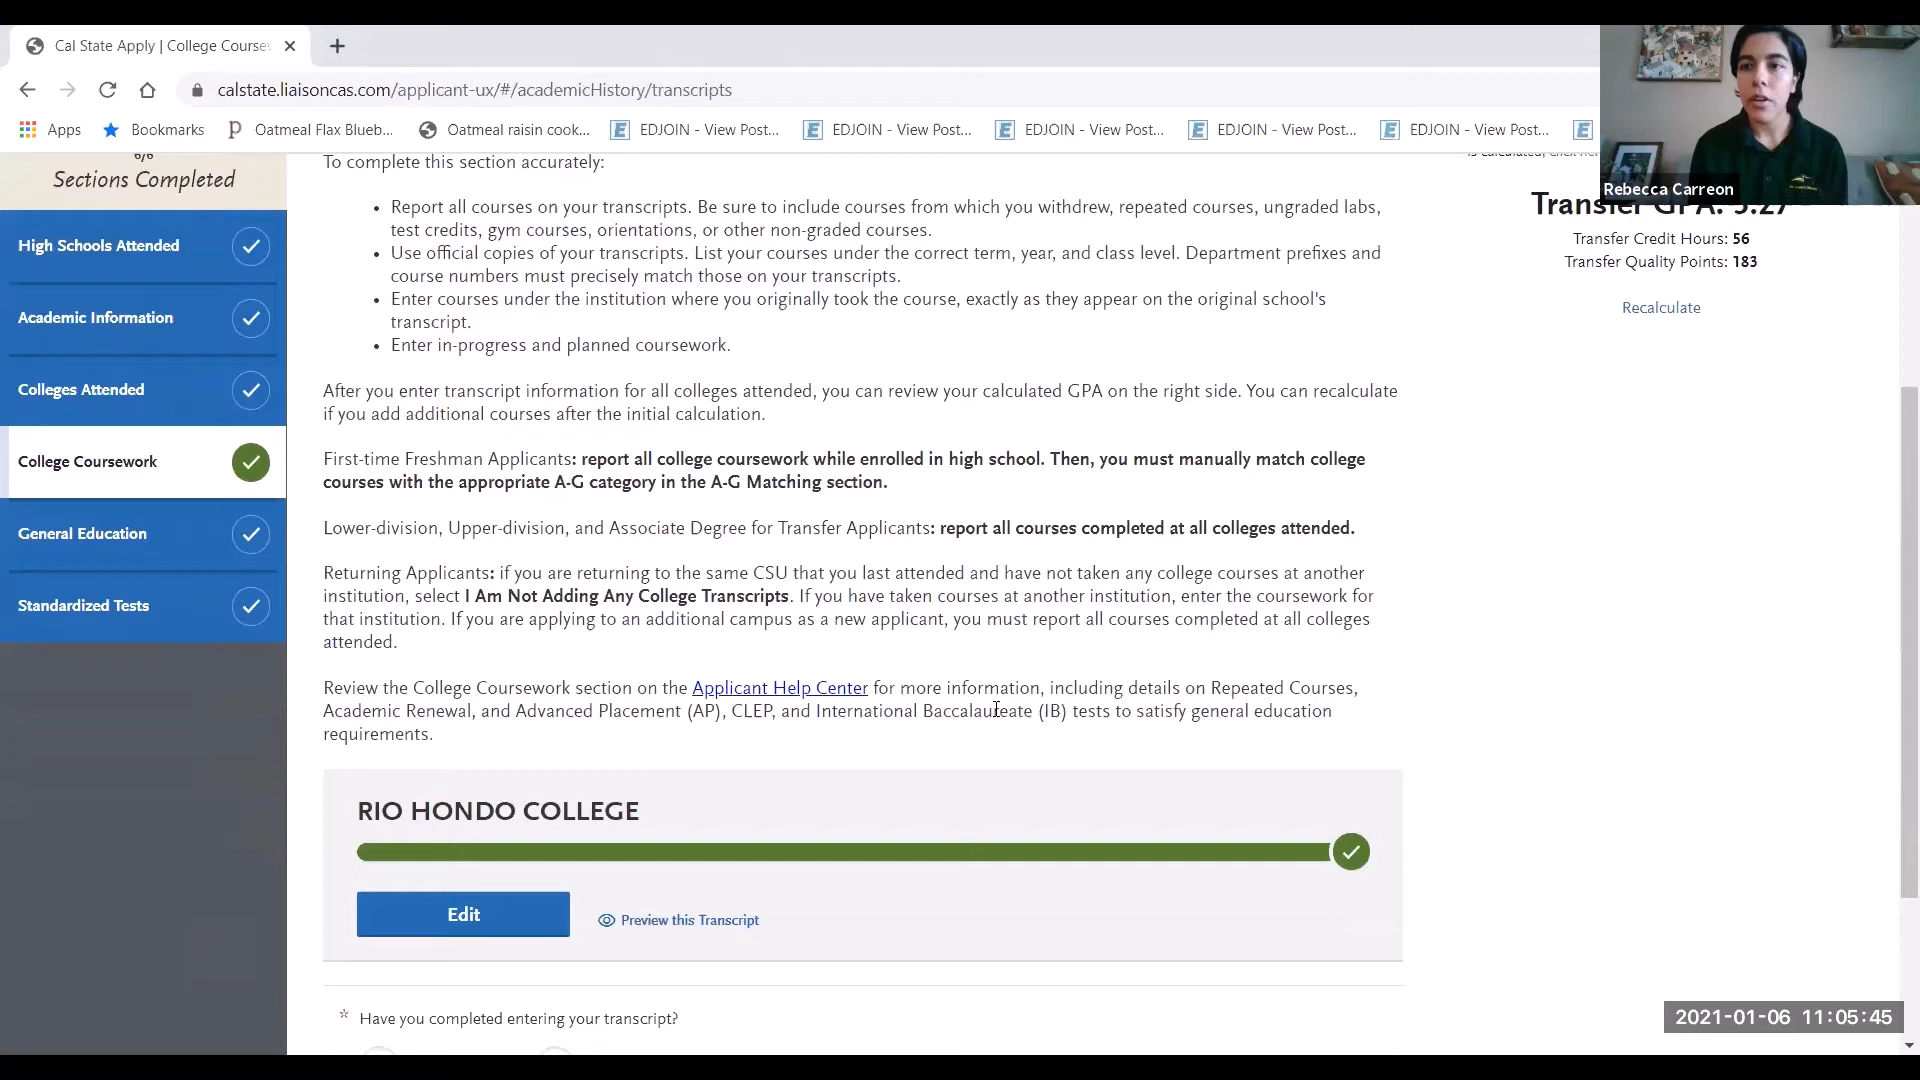 Cal State Apply | College Course
calstate.liaisoncas.com/applicant-ux/#/academicHistory/transcripts
Apps
Bookmarks
Oatmeal Flax Blueb...
Oatmeal raisin cook...
EDJOIN - View Post...
EDJOIN - View Post...
EDJOIN - View Post...
EDJOIN - View Post...
EDJOIN - View Post...
Rebecca Carreon
6/6
Sections Completed
High Schools Attended
Academic Information
Colleges Attended
College Coursework
General Education
Standardized Tests
To complete this section accurately:
• Report all courses on your transcripts. Be sure to include courses from which you withdrew, repeated courses, ungraded labs,
test credits, gym courses, orientations, or other non-graded courses.
• Use official copies of your transcripts. List your courses under the correct term, year, and class level. Department prefixes and
course numbers must precisely match those on your transcripts.
• Enter courses under the institution where you originally took the course, exactly as they appear on the original school's
transcript.
• Enter in-progress and planned coursework.
After you enter transcript information for all colleges attended, you can review your calculated GPA on the right side. You can recalculate
if you add additional courses after the initial calculation.
First-time Freshman Applicants: report all college coursework while enrolled in high school. Then, you must manually match college
courses with the appropriate A-G category in the A-G Matching section.
Lower-division, Upper-division, and Associate Degree for Transfer Applicants: report all courses completed at all colleges attended.
Returning Applicants: if you are returning to the same CSU that you last attended and have not taken any college courses at another
institution, select I Am Not Adding Any College Transcripts. If you have taken courses at another institution, enter the coursework for
that institution. If you are applying to an additional campus as a new applicant, you must report all courses completed at all colleges
attended.
Review the College Coursework section on the Applicant Help Center for more information, including details on Repeated Courses,
Academic Renewal, and Advanced Placement (AP), CLEP, and International Baccalaureate (IB) tests to satisfy general education
requirements.
RIO HONDO COLLEGE
Edit
Preview this Transcript
* Have you completed entering your transcript?
Transfer GPA: 3.27
Transfer Credit Hours: 56
Transfer Quality Points: 183
Recalculate
2021-01-06 11:05:45